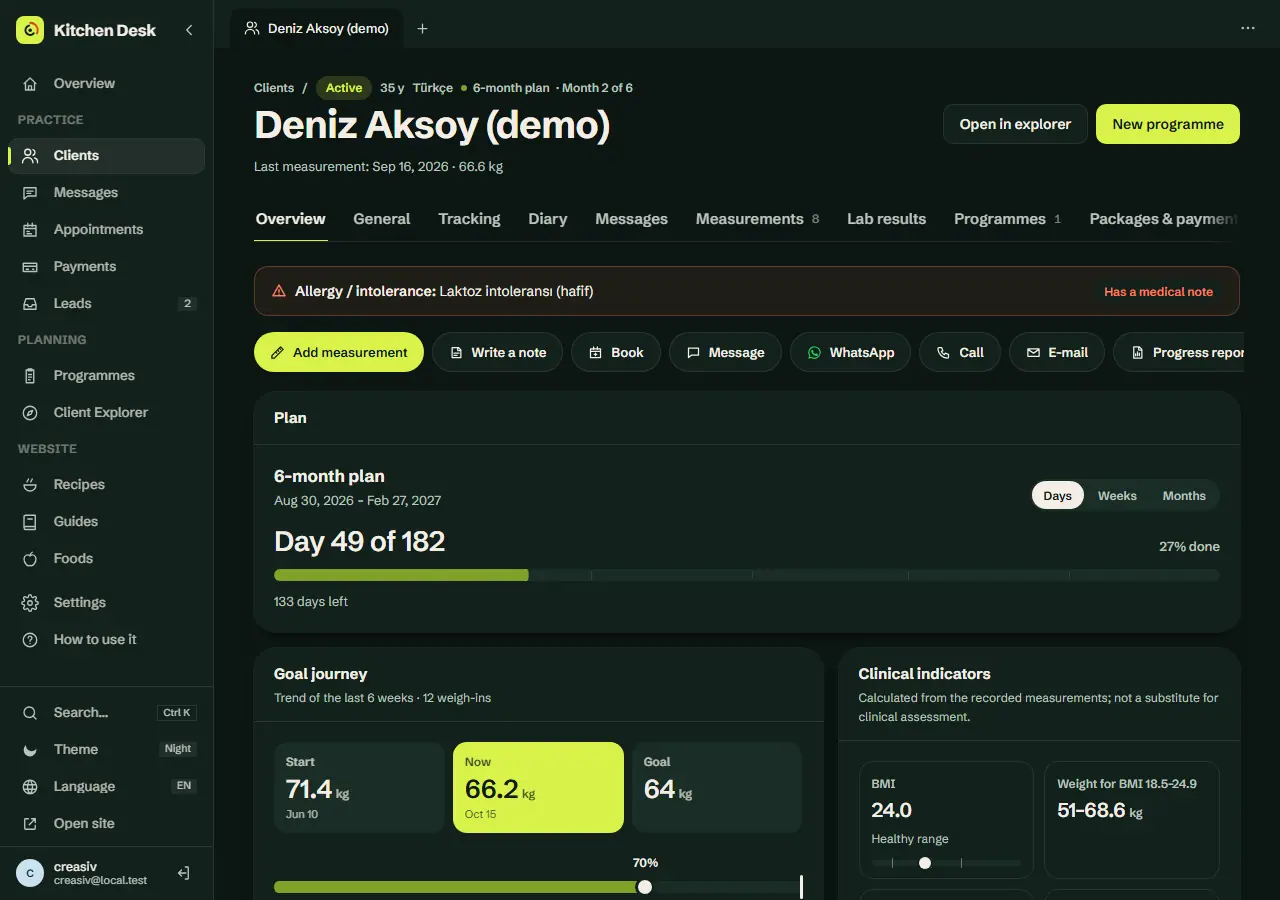 Kitchen Desk
Overview
PRACTICE
Clients
Messages
Appointments
Payments
Leads 2
PLANNING
Programmes
Client Explorer
WEBSITE
Recipes
Guides
Foods
Settings
How to use it
Search... Ctrl K
Theme Night
Language EN
Open site
C
creasiv
creasiv@local.test
Deniz Aksoy (demo)
Clients / Active 35 y Türkçe 6-month plan · Month 2 of 6
Deniz Aksoy (demo)
Last measurement: Sep 16, 2026 · 66.6 kg
Open in explorer New programme
Overview General Tracking Diary Messages Measurements 8 Lab results Programmes 1 Packages & paymen
Allergy / intolerance: Laktoz intoleransı (hafif) Has a medical note
Add measurement Write a note Book Message WhatsApp Call E-mail Progress repor
Plan
6-month plan
Aug 30, 2026 – Feb 27, 2027
Days Weeks Months
Day 49 of 182
27% done
133 days left
Goal journey
Trend of the last 6 weeks · 12 weigh-ins
Start
71.4 kg
Jun 10
Now
66.2 kg
Oct 15
Goal
64 kg
70%
Clinical indicators
Calculated from the recorded measurements; not a substitute for
clinical assessment.
BMI
24.0
Healthy range
Weight for BMI 18.5–24.9
51–68.6 kg